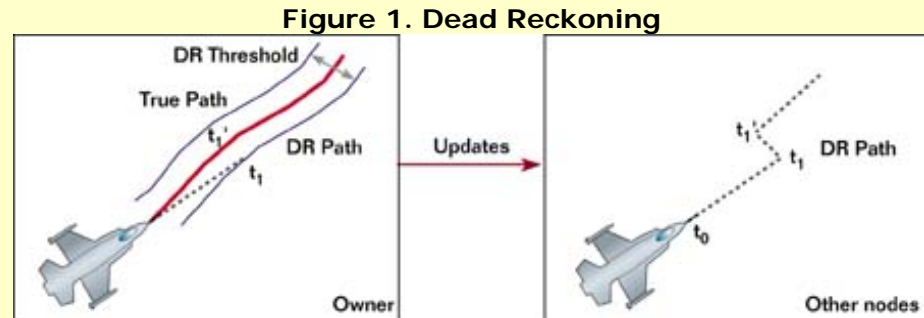 Figure 1. Dead Reckoning
DR Threshold
True Path
t1'
DR Path
t1
Owner
Updates
t1'
t1
DR Path
t0
Other nodes